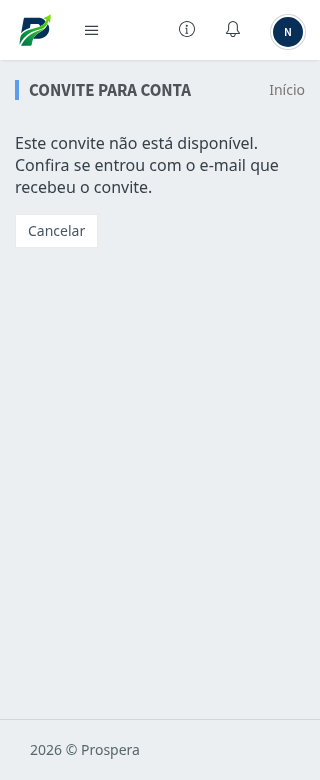 N
CONVITE PARA CONTA
Início
Este convite não está disponível.
Confira se entrou com o e-mail que
recebeu o convite.
Cancelar
2026 © Prospera